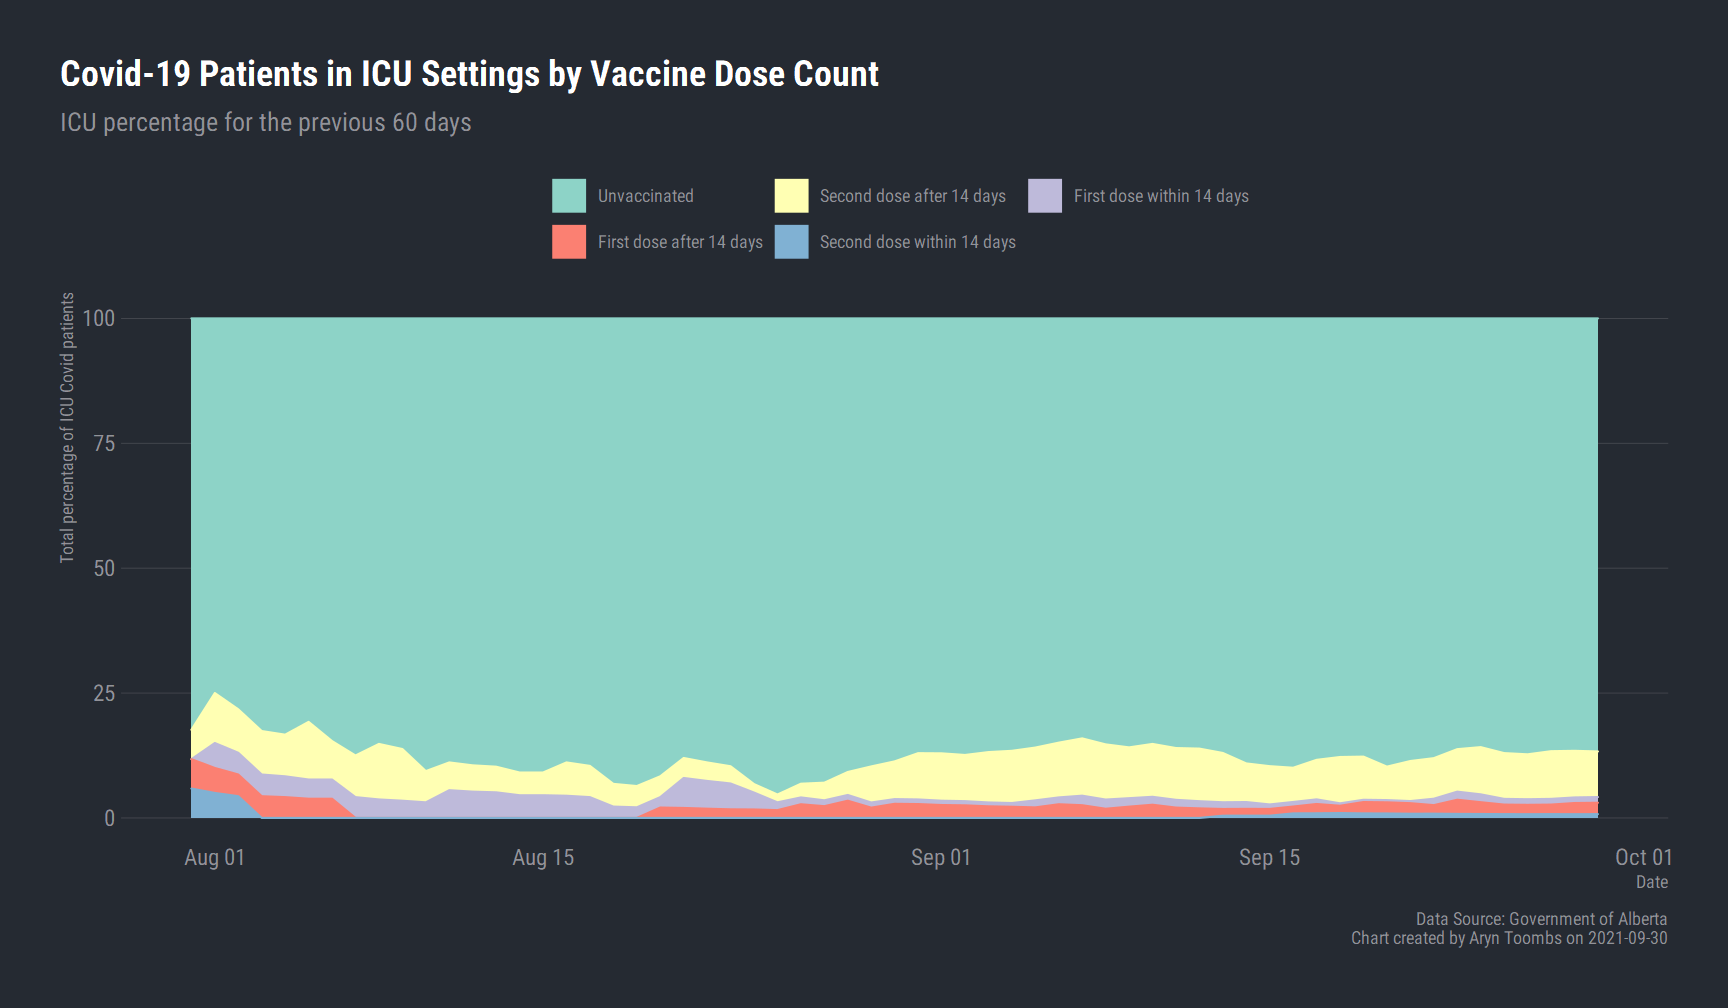 Covid-19 Patients in ICU Settings by Vaccine Dose Count
ICU percentage for the previous 60 days
Unvaccinated
Second dose after 14 days
First dose within 14 days
First dose after 14 days
Second dose within 14 days
Total percentage of ICU Covid patients
100
75
50
25
0
Aug 01
Aug 15
Sep 01
Sep 15
Oct 01
Date
Data Source: Government of Alberta
Chart created by Aryn Toombs on 2021-09-30